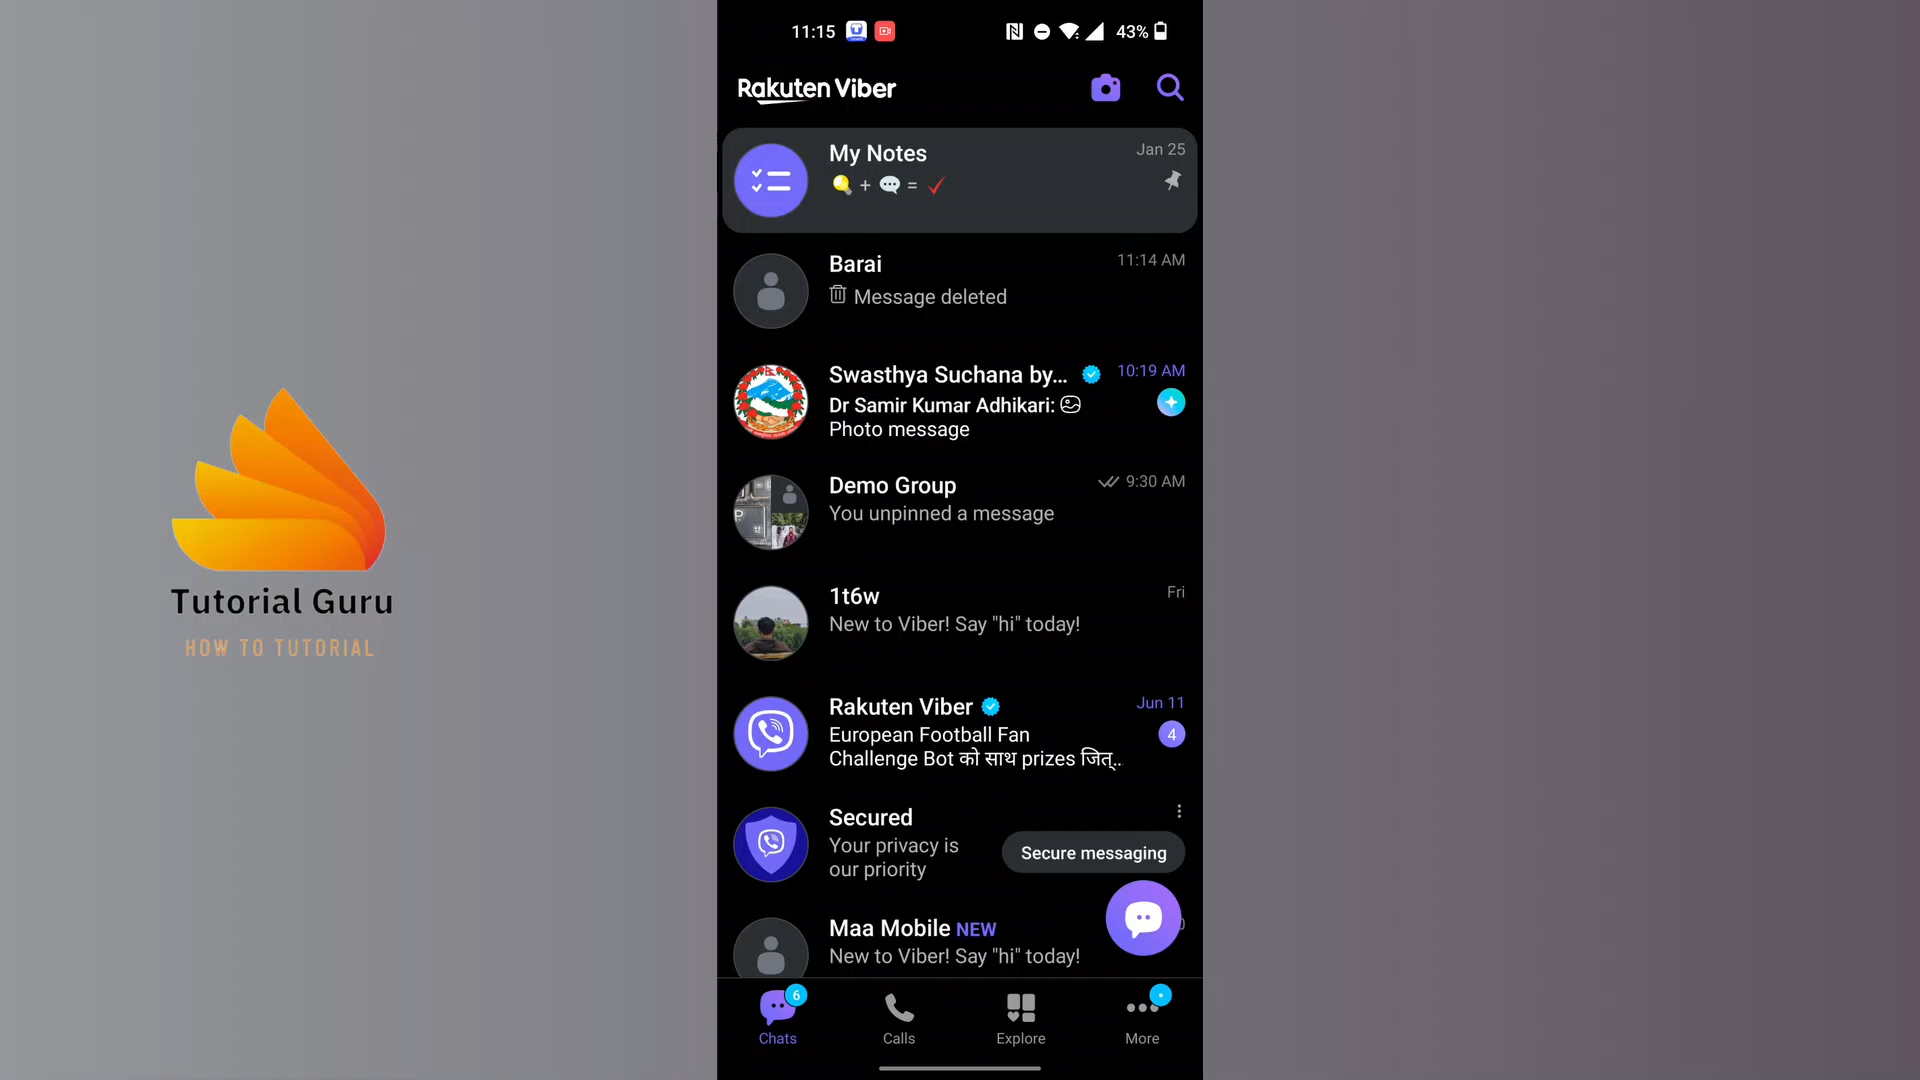 11:15
43%
Rakuten Viber
My Notes
Jan 25
+ =
Barai
11:14 AM
Message deleted
Swasthya Suchana by...
10:19 AM
Dr Samir Kumar Adhikari:
Photo message
Demo Group
9:30 AM
You unpinned a message
1t6w
Fri
New to Viber! Say "hi" today!
Rakuten Viber
Jun 11
European Football Fan
4
Challenge Bot को साथ prizes जित्..
Secured
Your privacy is
our priority
Secure messaging
Maa Mobile NEW
New to Viber! Say "hi" today!
6
Chats
Calls
Explore
More
Tutorial Guru
HOW TO TUTORIAL